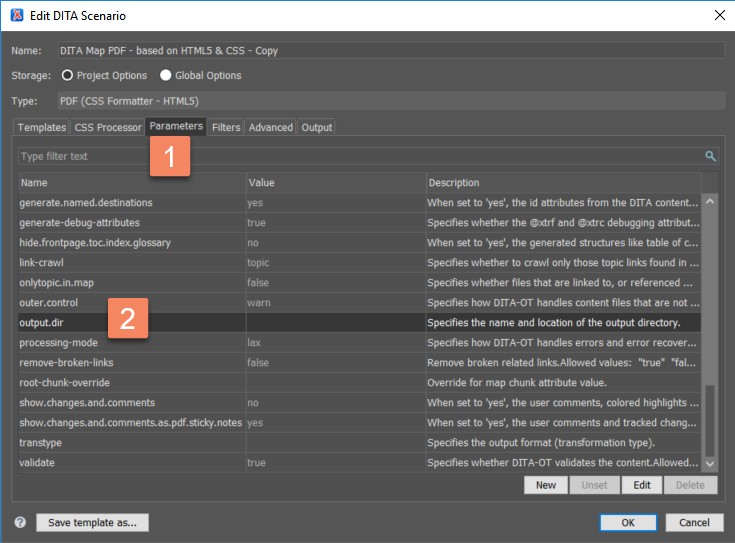 Edit DITA Scenario
Name: DITA Map PDF - based on HTML5 & CSS - Copy
Storage: Project Options Global Options
Type: PDF (CSS Formatter - HTML5)
Templates CSS Processor Parameters Filters Advanced Output
1
Type filter text
Name Value Description
generate.named.destinations yes When set to 'yes', the id attributes from the DITA content...
generate-debug-attributes true Specifies whether the @xtrf and @xtrc debugging attribut...
hide.frontpage.toc.index.glossary no When set to 'yes', the generated structures like table of c...
link-crawl topic Specifies whether to crawl only those topic links found in ...
onlytopic.in.map false Specifies whether files that are linked to, or referenced ...
outer.control warn Specifies how DITA-OT handles content files that are not ...
2
output.dir Specifies the name and location of the output directory.
processing-mode lax Specifies how DITA-OT handles errors and error recover...
remove-broken-links false Remove broken related links.Allowed values: "true" "fal...
root-chunk-override Override for map chunk attribute value.
show.changes.and.comments no When set to 'yes', the user comments, colored highlights ...
show.changes.and.comments.as.pdf.sticky.notes yes When set to 'yes', the user comments and tracked chang...
transtype Specifies the output format (transformation type).
validate true Specifies whether DITA-OT validates the content.Allowed...
New Unset Edit Delete
? Save template as... OK Cancel